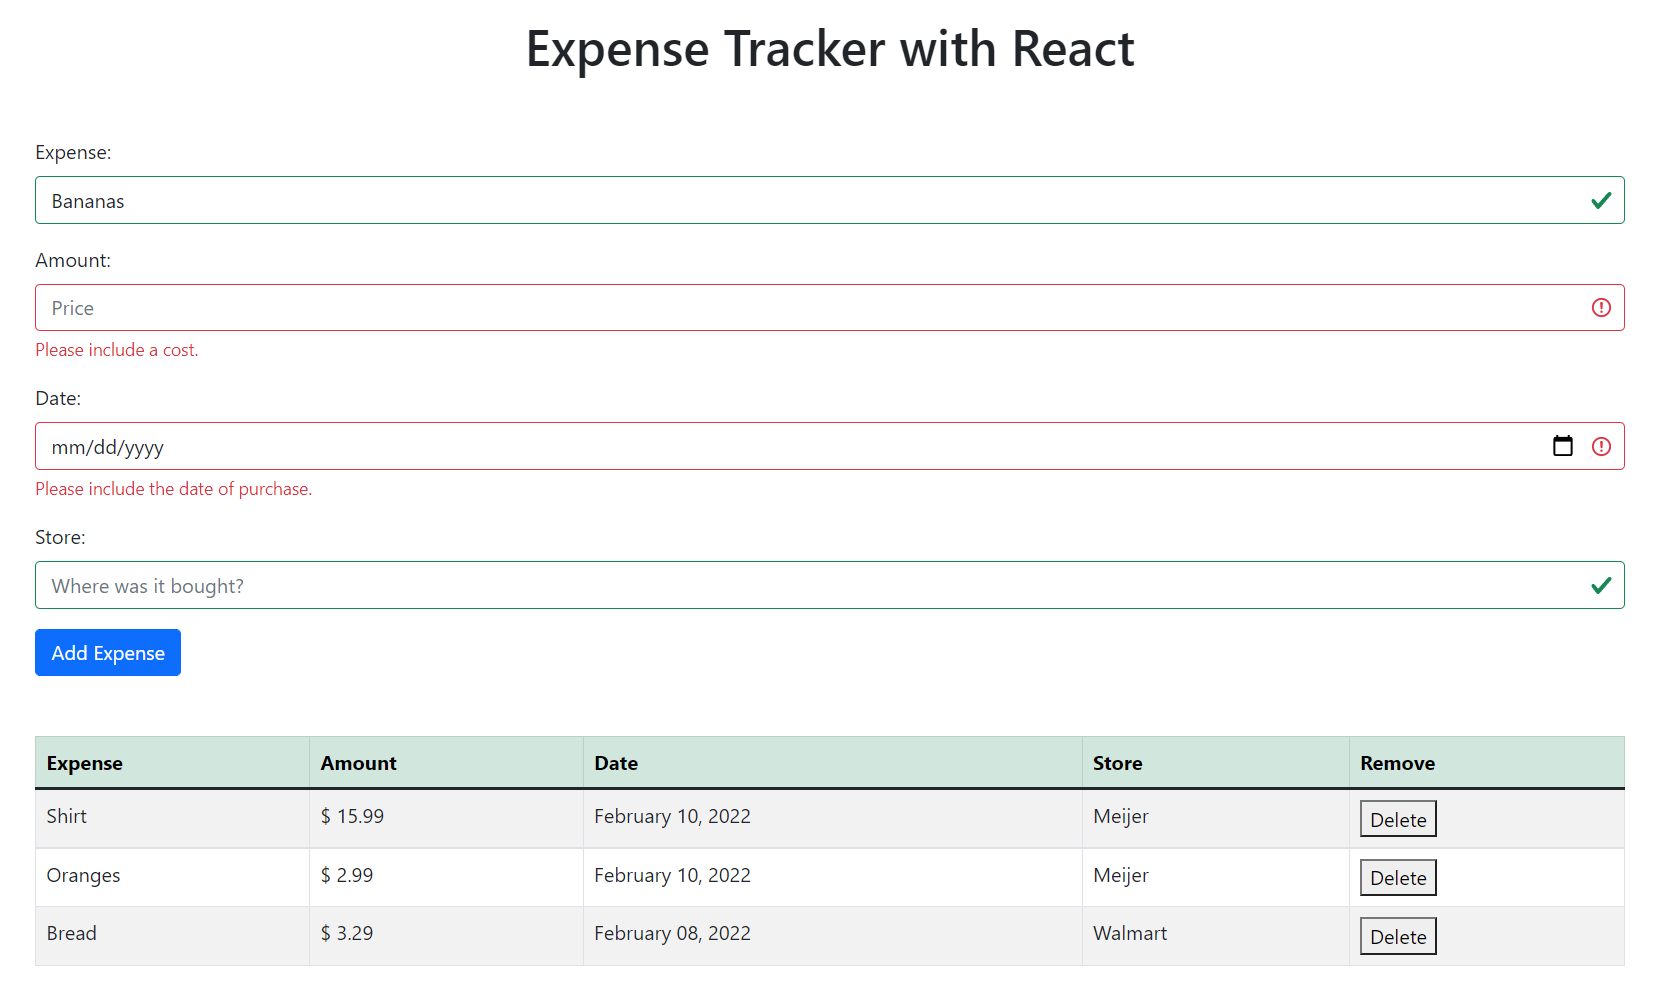 Expense Tracker with React
Expense:
Bananas
Amount:
Price
Please include a cost.
Date:
mm/dd/yyyy
Please include the date of purchase.
Store:
Where was it bought?
Add Expense
Expense Amount Date Store Remove
Shirt $ 15.99 February 10, 2022 Meijer Delete
Oranges $ 2.99 February 10, 2022 Meijer Delete
Bread $ 3.29 February 08, 2022 Walmart Delete